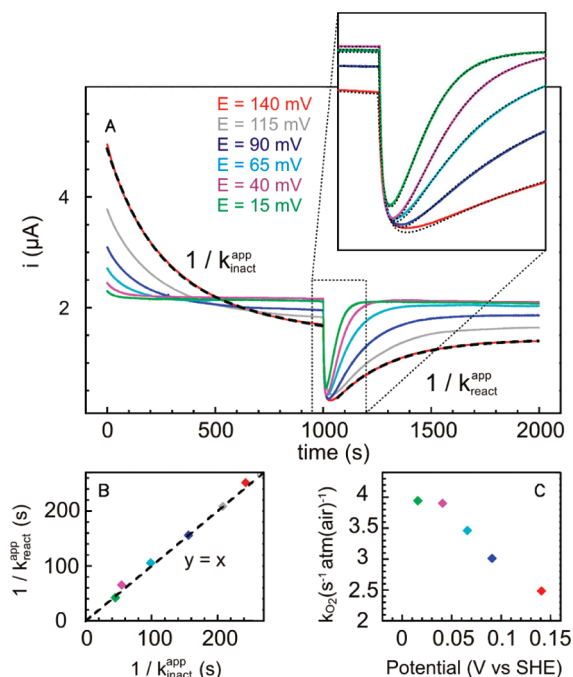 A
E = 140 mV
E = 115 mV
E = 90 mV
E = 65 mV
E = 40 mV
E = 15 mV
i (µA)
4
2
1 / k_inact^app
1 / k_react^app
0 500 1000 1500 2000
time (s)
B
1 / k_react^app (s)
200
100
0
y = x
0 100 200
1 / k_inact^app (s)
C
k_O2(s⁻¹ atm(air)⁻¹)
4
3.5
3
2.5
2
0 0.05 0.1 0.15
Potential (V vs SHE)